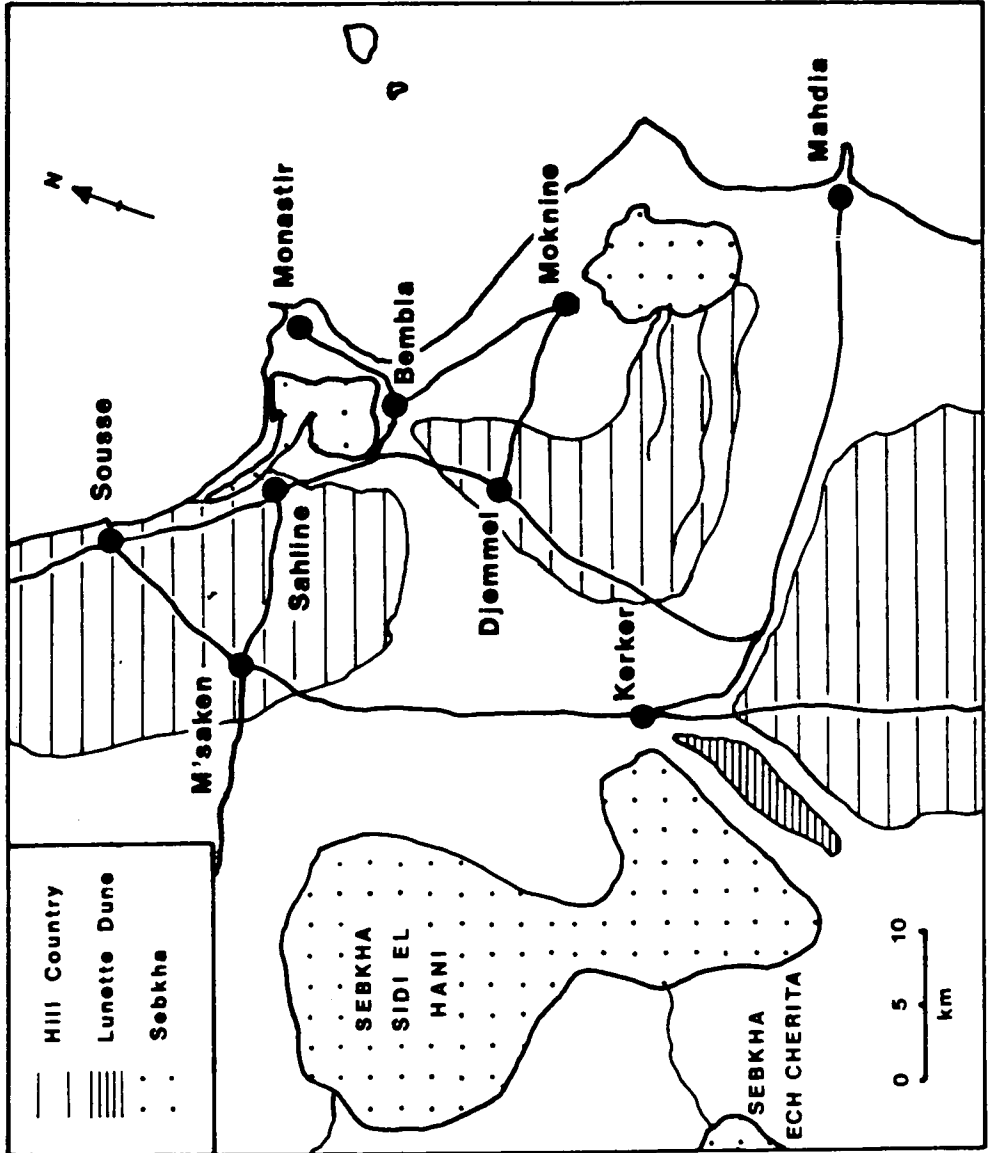 Hill Country
Lunette Dune
Sebkha
N
Sousse
Monastir
M'saken
Sahline
Bembla
Djemmel
Moknine
Kerker
Mahdia
SEBKHA
SIDI EL
HANI
SEBKHA
ECH CHERITA
0 5 10
km